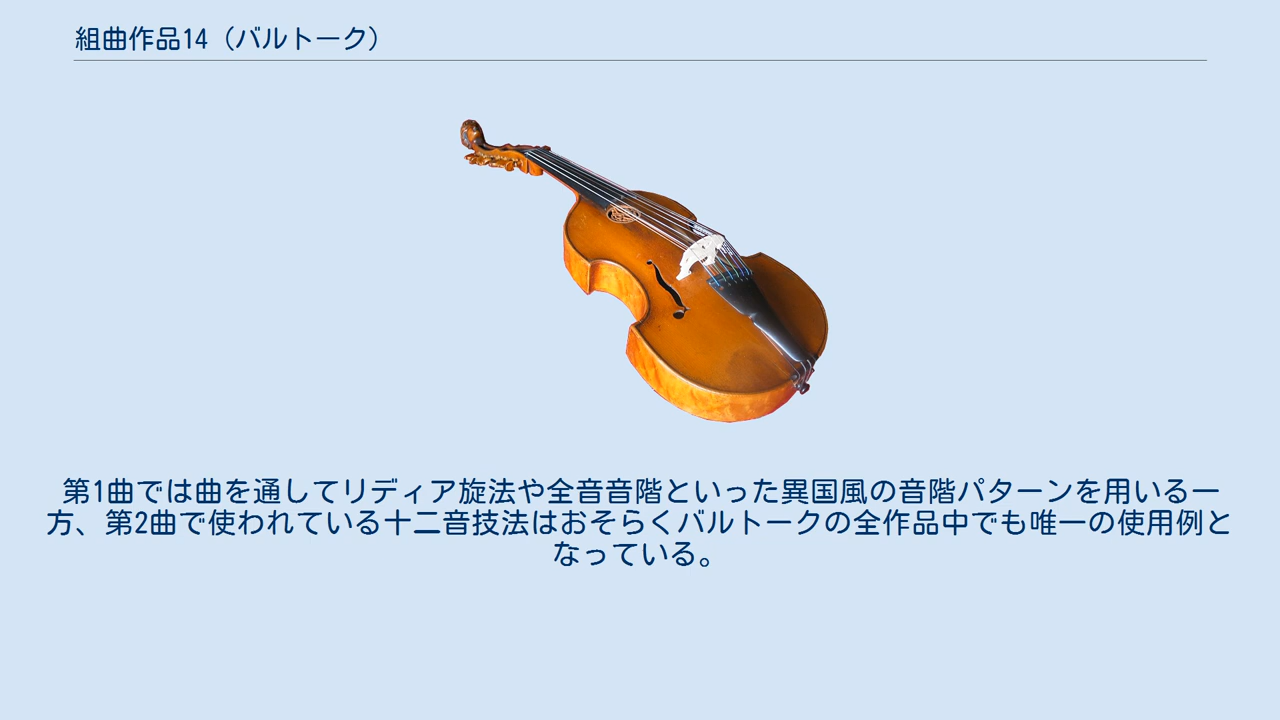 組曲作品14（バルトーク）
第1曲では曲を通してリディア旋法や全音音階といった異国風の音階パターンを用いる一
方、第2曲で使われている十二音技法はおそらくバルトークの全作品中でも唯一の使用例と
なっている。